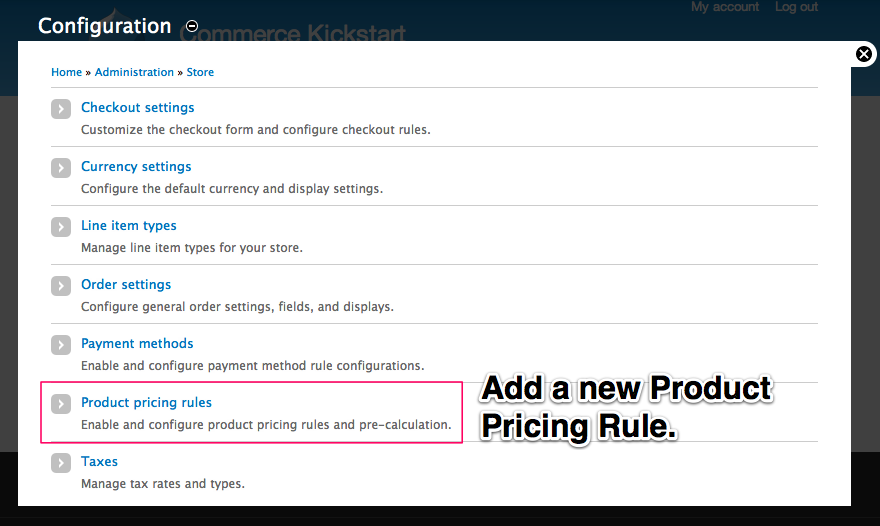 My account Log out
Configuration
Commerce Kickstart
Home » Administration » Store
Checkout settings
Customize the checkout form and configure checkout rules.
Currency settings
Configure the default currency and display settings.
Line item types
Manage line item types for your store.
Order settings
Configure general order settings, fields, and displays.
Payment methods
Enable and configure payment method rule configurations.
Product pricing rules
Enable and configure product pricing rules and pre-calculation.
Add a new Product
Pricing Rule.
Taxes
Manage tax rates and types.